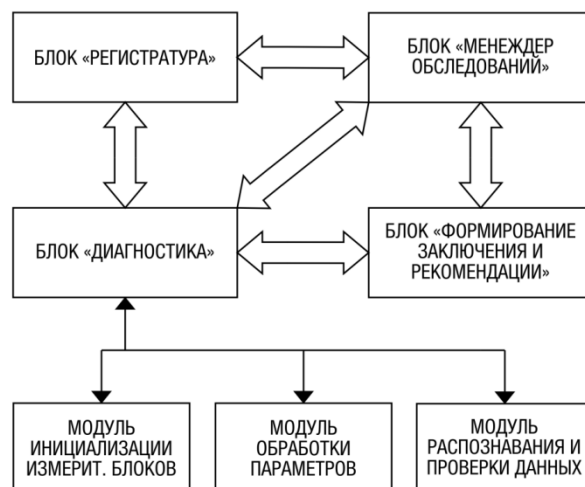 БЛОК «РЕГИСТРАТУРА»
БЛОК «МЕНЕЖДЕР
ОБСЛЕДОВАНИЙ»
БЛОК «ДИАГНОСТИКА»
БЛОК «ФОРМИРОВАНИЕ
ЗАКЛЮЧЕНИЯ И
РЕКОМЕНДАЦИИ»
МОДУЛЬ
ИНИЦИАЛИЗАЦИИ
ИЗМЕРИТ. БЛОКОВ
МОДУЛЬ
ОБРАБОТКИ
ПАРАМЕТРОВ
МОДУЛЬ
РАСПОЗНАВАНИЯ И
ПРОВЕРКИ ДАННЫХ